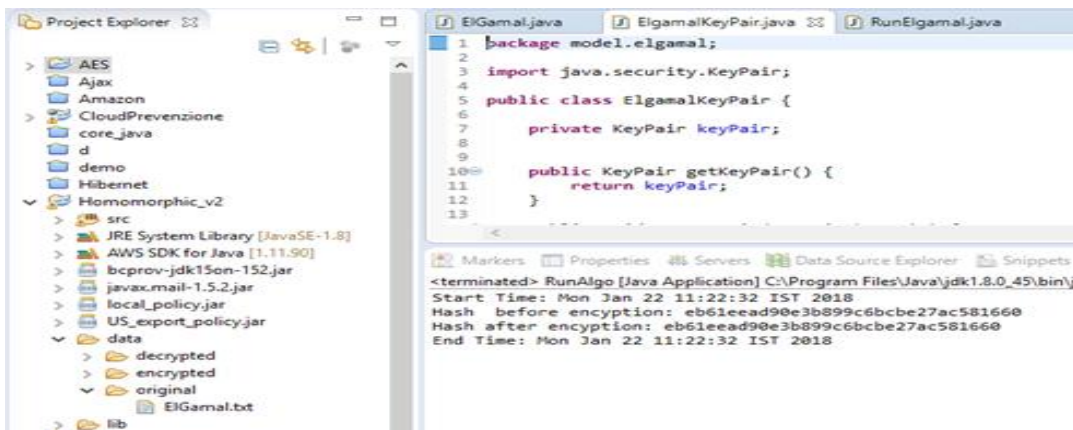 Project Explorer
AES
Ajax
Amazon
CloudPrevenzione
core_java
d
demo
Hibernet
Homomorphic_v2
src
JRE System Library [JavaSE-1.8]
AWS SDK for Java [1.11.90]
bcprov-jdk15on-152.jar
javax.mail-1.5.2.jar
local_policy.jar
US_export_policy.jar
data
decrypted
encrypted
original
ElGamal.txt
lib
ElGamal.java ElgamalKeyPair.java RunElgamal.java
1 package model.elgamal;
2
3 import java.security.KeyPair;
4
5 public class ElgamalKeyPair {
6
7 private KeyPair keyPair;
8
9
10 public KeyPair getKeyPair() {
11 return keyPair;
12 }
13
Markers Properties Servers Data Source Explorer Snippets
<terminated> RunAlgo [Java Application] C:\Program Files\Java\jdk1.8.0_45\bin\j
Start Time: Mon Jan 22 11:22:32 IST 2018
Hash before encyption: eb61eead90e3b899c6bcbe27ac581660
Hash after encyption: eb61eead90e3b899c6bcbe27ac581660
End Time: Mon Jan 22 11:22:32 IST 2018